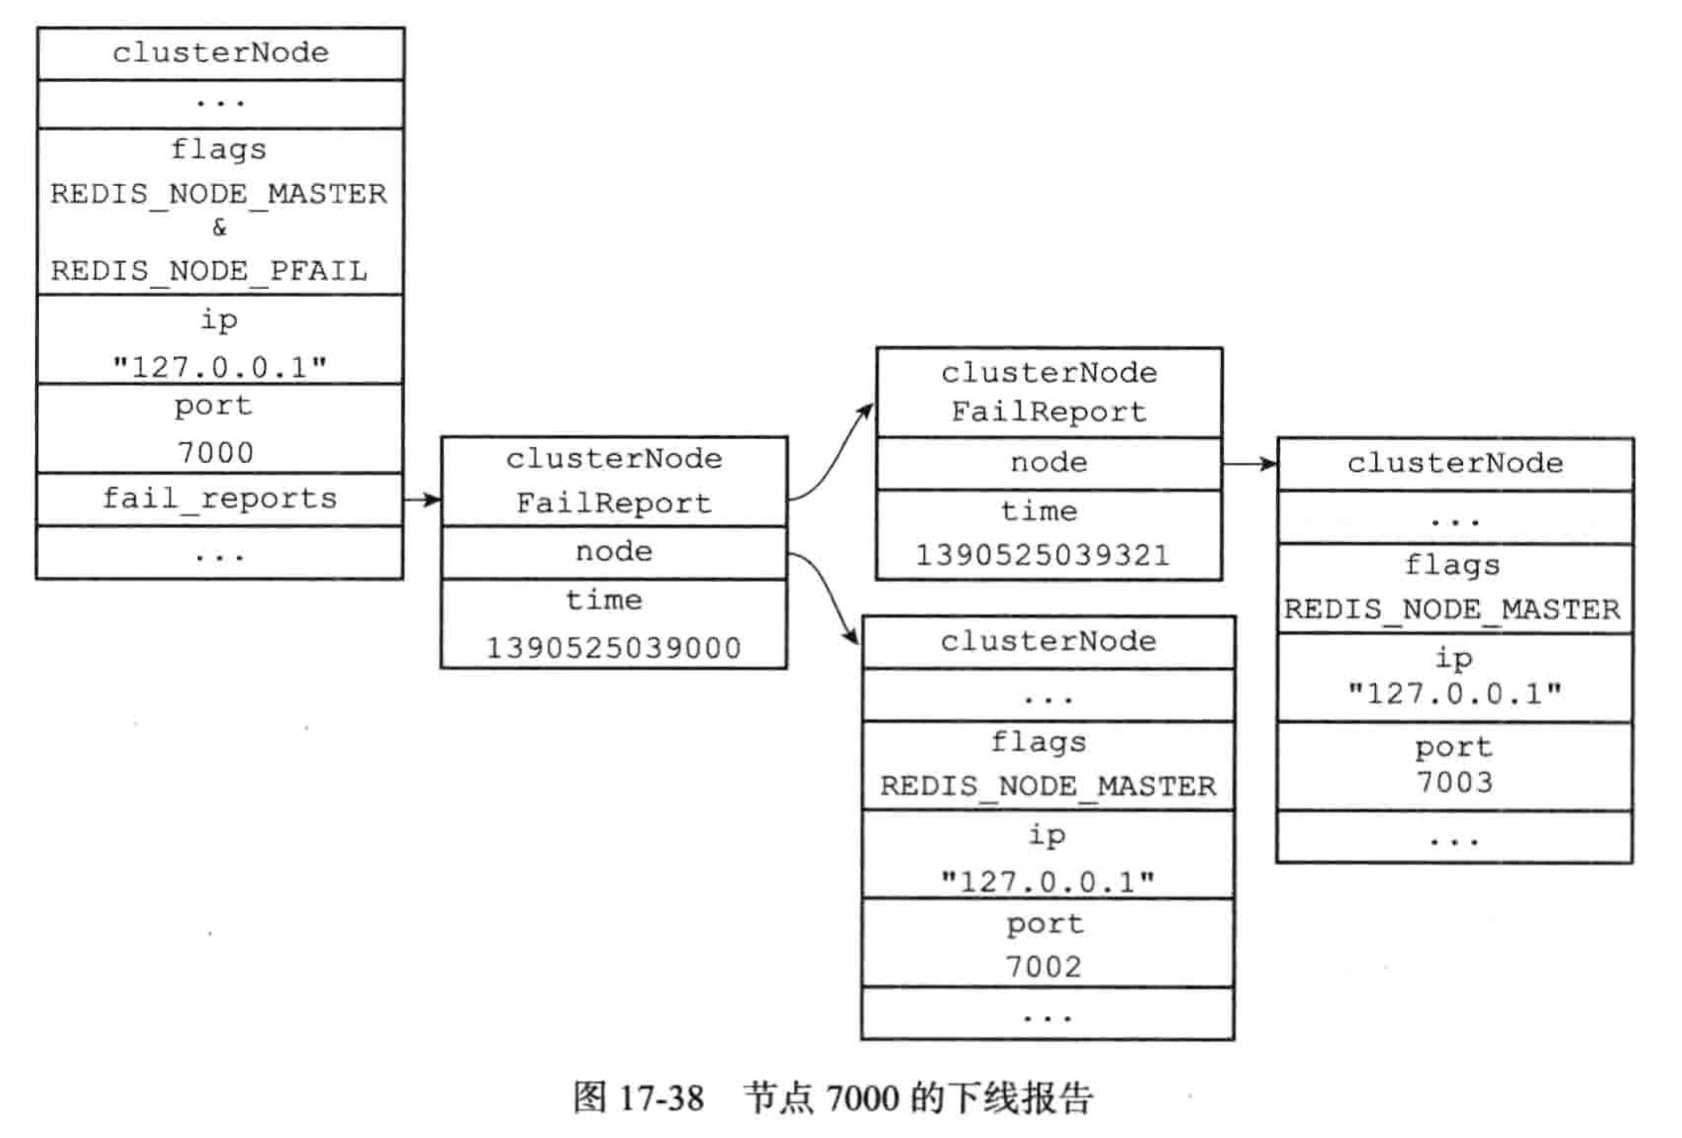 clusterNode
...
flags
REDIS_NODE_MASTER
&
REDIS_NODE_PFAIL
ip
"127.0.0.1"
port
7000
fail_reports
...
clusterNode
FailReport
node
time
1390525039000
clusterNode
FailReport
node
time
1390525039321
clusterNode
...
flags
REDIS_NODE_MASTER
ip
"127.0.0.1"
port
7002
...
clusterNode
...
flags
REDIS_NODE_MASTER
ip
"127.0.0.1"
port
7003
...
图 17-38 节点 7000 的下线报告